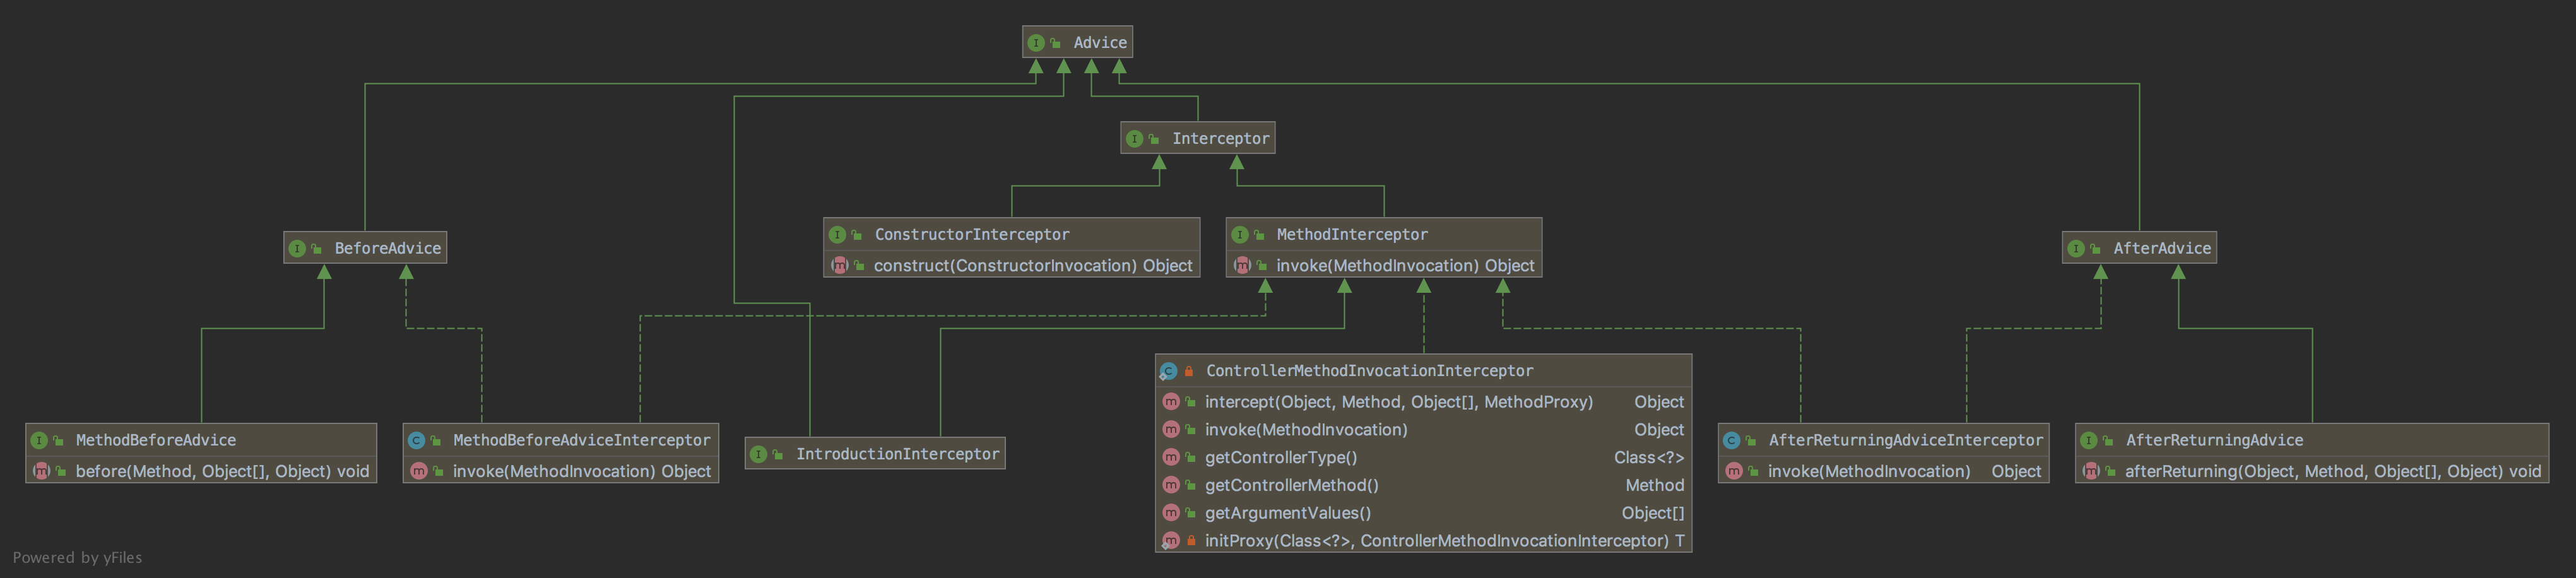 Advice
Interceptor
BeforeAdvice
ConstructorInterceptor
construct(ConstructorInvocation) Object
MethodInterceptor
invoke(MethodInvocation) Object
AfterAdvice
MethodBeforeAdvice
before(Method, Object[], Object) void
MethodBeforeAdviceInterceptor
invoke(MethodInvocation) Object
IntroductionInterceptor
ControllerMethodInvocationInterceptor
intercept(Object, Method, Object[], MethodProxy) Object
invoke(MethodInvocation) Object
getControllerType() Class<?>
getControllerMethod() Method
getArgumentValues() Object[]
initProxy(Class<?>, ControllerMethodInvocationInterceptor) T
AfterReturningAdviceInterceptor
invoke(MethodInvocation) Object
AfterReturningAdvice
afterReturning(Object, Method, Object[], Object) void
Powered by yFiles